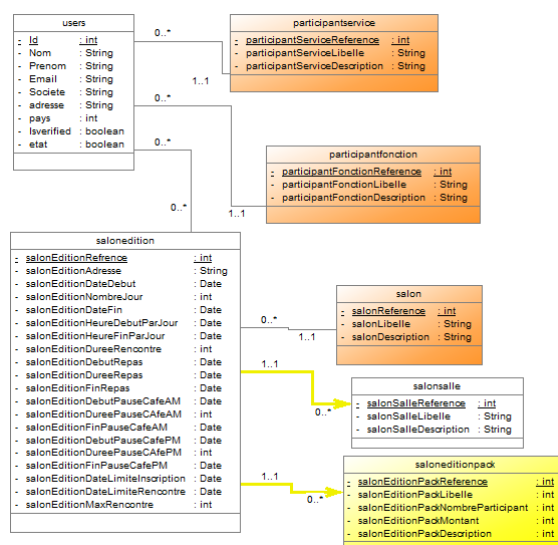 users
- Id : int
- Nom : String
- Prenom : String
- Email : String
- Societe : String
- adresse : String
- pays : int
- Isverified : boolean
- etat : boolean
0..*
1..1
participantservice
- participantServiceReference : int
- participantServiceLibelle : String
- participantServiceDescription : String
0..*
1..1
participantfonction
- participantFonctionReference : int
- participantFonctionLibelle : String
- participantFonctionDescription : String
0..*
0..*
salonedition
- salonEditionRefrence : int
- salonEditionAdresse : String
- salonEditionDateDebut : Date
- salonEditionNombreJour : int
- salonEditionDateFin : Date
- salonEditionHeureDebutParJour : Date
- salonEditionHeureFinParJour : Date
- salonEditionDureeRencontre : int
- salonEditionDebutRepas : Date
- salonEditionDureeRepas : Date
- salonEditionFinRepas : Date
- salonEditionDebutPauseCafeAM : Date
- salonEditionDureePauseCAfeAM : int
- salonEditionFinPauseCafeAM : Date
- salonEditionDebutPauseCafePM : Date
- salonEditionDureePauseCAfePM : int
- salonEditionFinPauseCafePM : Date
- salonEditionDateLimiteInscription : Date
- salonEditionDateLimiteRencontre : Date
- salonEditionMaxRencontre : int
0..*
1..1
salon
- salonReference : int
- salonLibelle : String
- salonDescription : String
1..1
0..*
salonsalle
- salonSalleReference : int
- salonSalleLibelle : String
- salonSalleDescription : String
1..1
0..*
saloneditionpack
- salonEditionPackReference : int
- salonEditionPackLibelle : int
- salonEditionPackNombreParticipant : int
- salonEditionPackMontant : int
- salonEditionPackDescription : int